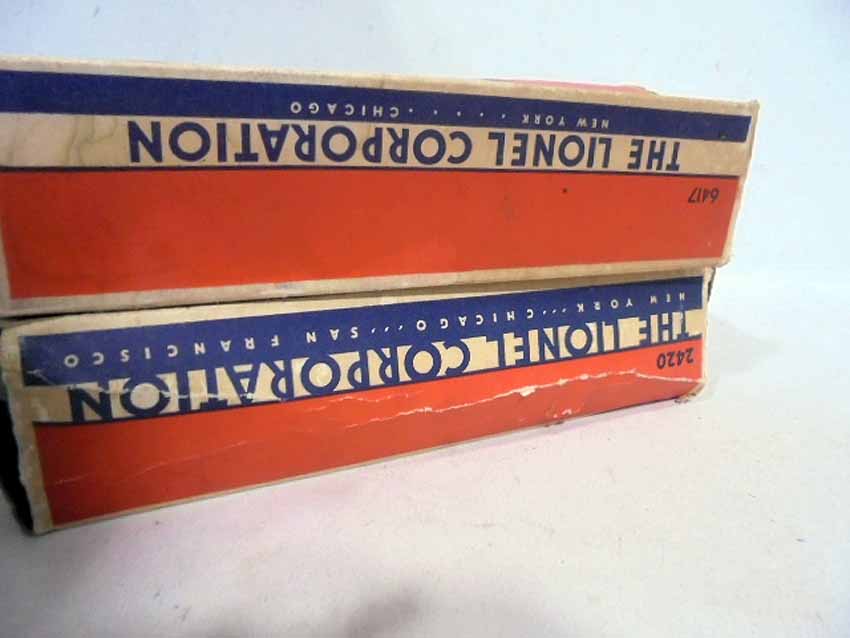 NEW YORK . . . . . CHICAGO
THE LIONEL CORPORATION
6417
NEW YORK...CHICAGO...SAN FRANCISCO
THE LIONEL CORPORATION
2420